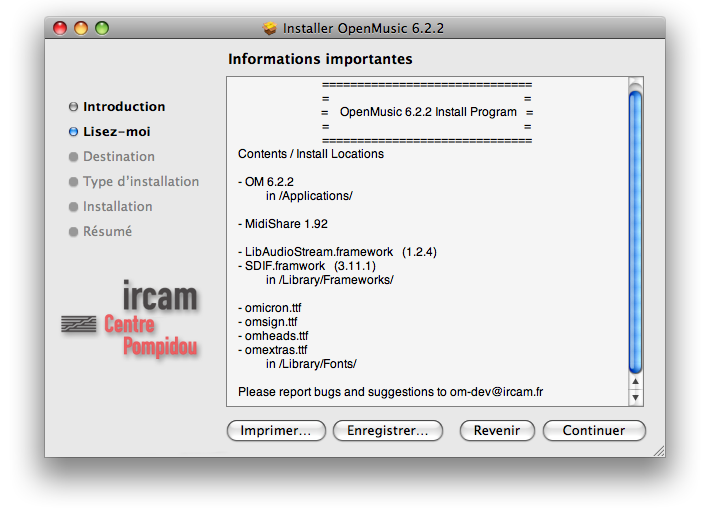 Installer OpenMusic 6.2.2
Informations importantes
Introduction
Lisez-moi
Destination
Type d'installation
Installation
Résumé
ircam
Centre
Pompidou
==============================
= =
= OpenMusic 6.2.2 Install Program =
= =
==============================
Contents / Install Locations
- OM 6.2.2
in /Applications/
- MidiShare 1.92
- LibAudioStream.framework (1.2.4)
- SDIF.framwork (3.11.1)
in /Library/Frameworks/
- omicron.ttf
- omsign.ttf
- omheads.ttf
- omextras.ttf
in /Library/Fonts/
Please report bugs and suggestions to om-dev@ircam.fr
Imprimer... Enregistrer... Revenir Continuer